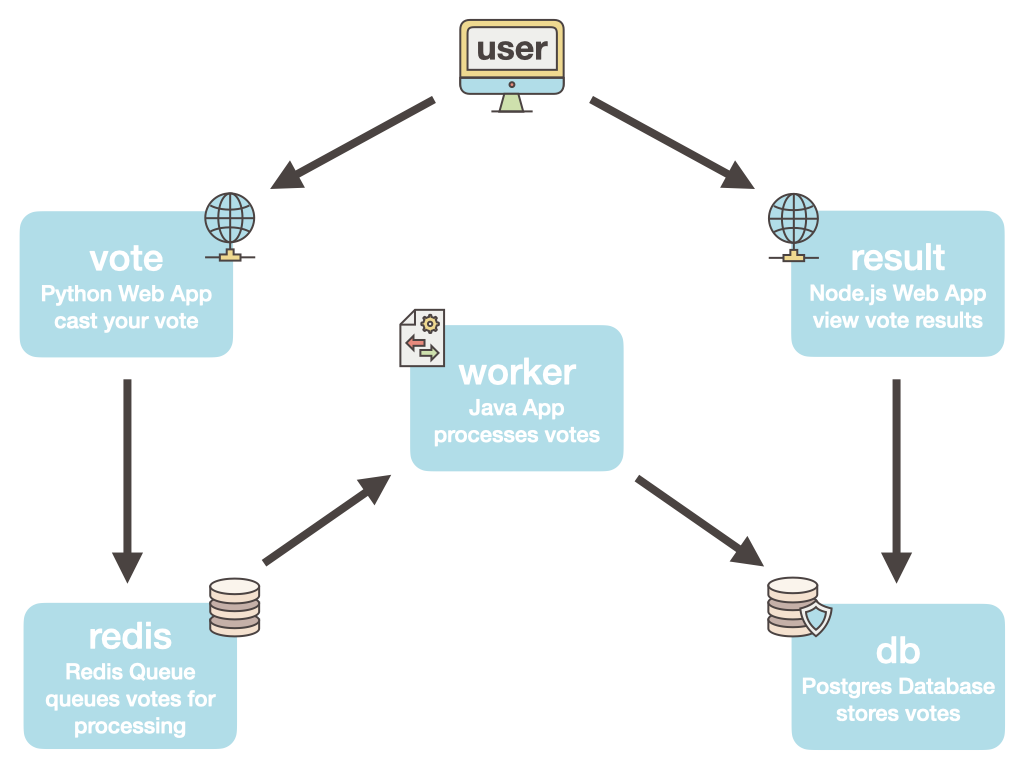 user
vote
Python Web App
cast your vote
result
Node.js Web App
view vote results
worker
Java App
processes votes
redis
Redis Queue
queues votes for
processing
db
Postgres Database
stores votes